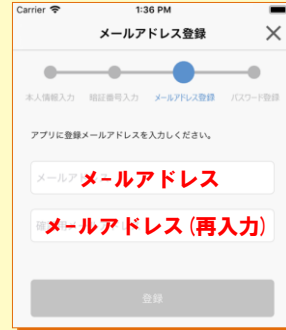 Carrier 1:36 PM
メールアドレス登録
本人情報入力 暗証番号入力 メールアドレス登録 パスワード登録
アプリに登録メールアドレスを入力しください。
メールアドレス
メールアドレス(再入力)
登録